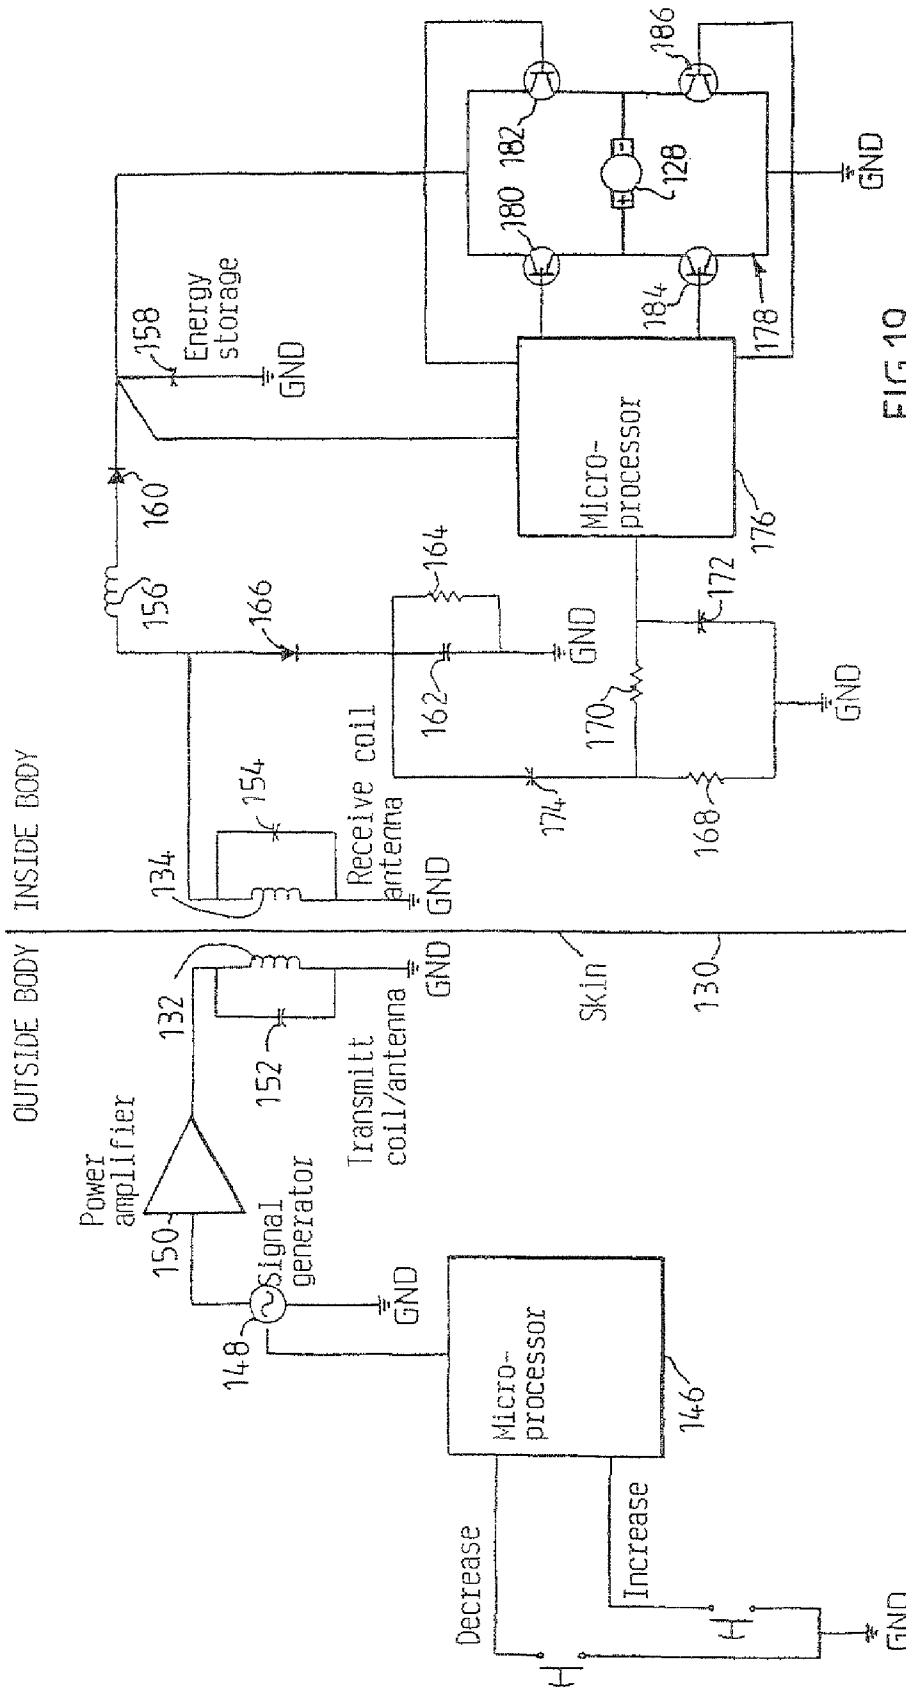 OUTSIDE BODY
INSIDE BODY
Power
amplifier
150
132
134
152
154
Transmitt
coil/antenna
GND
Receive coil
antenna
GND
148
Signal
generator
GND
156
160
158
Energy
storage
GND
166
162
164
GND
174
170
168
172
GND
Decrease
Increase
GND
Micro-
processor
146
Skin
130
Micro-
processor
176
180
182
184
186
128
178
GND